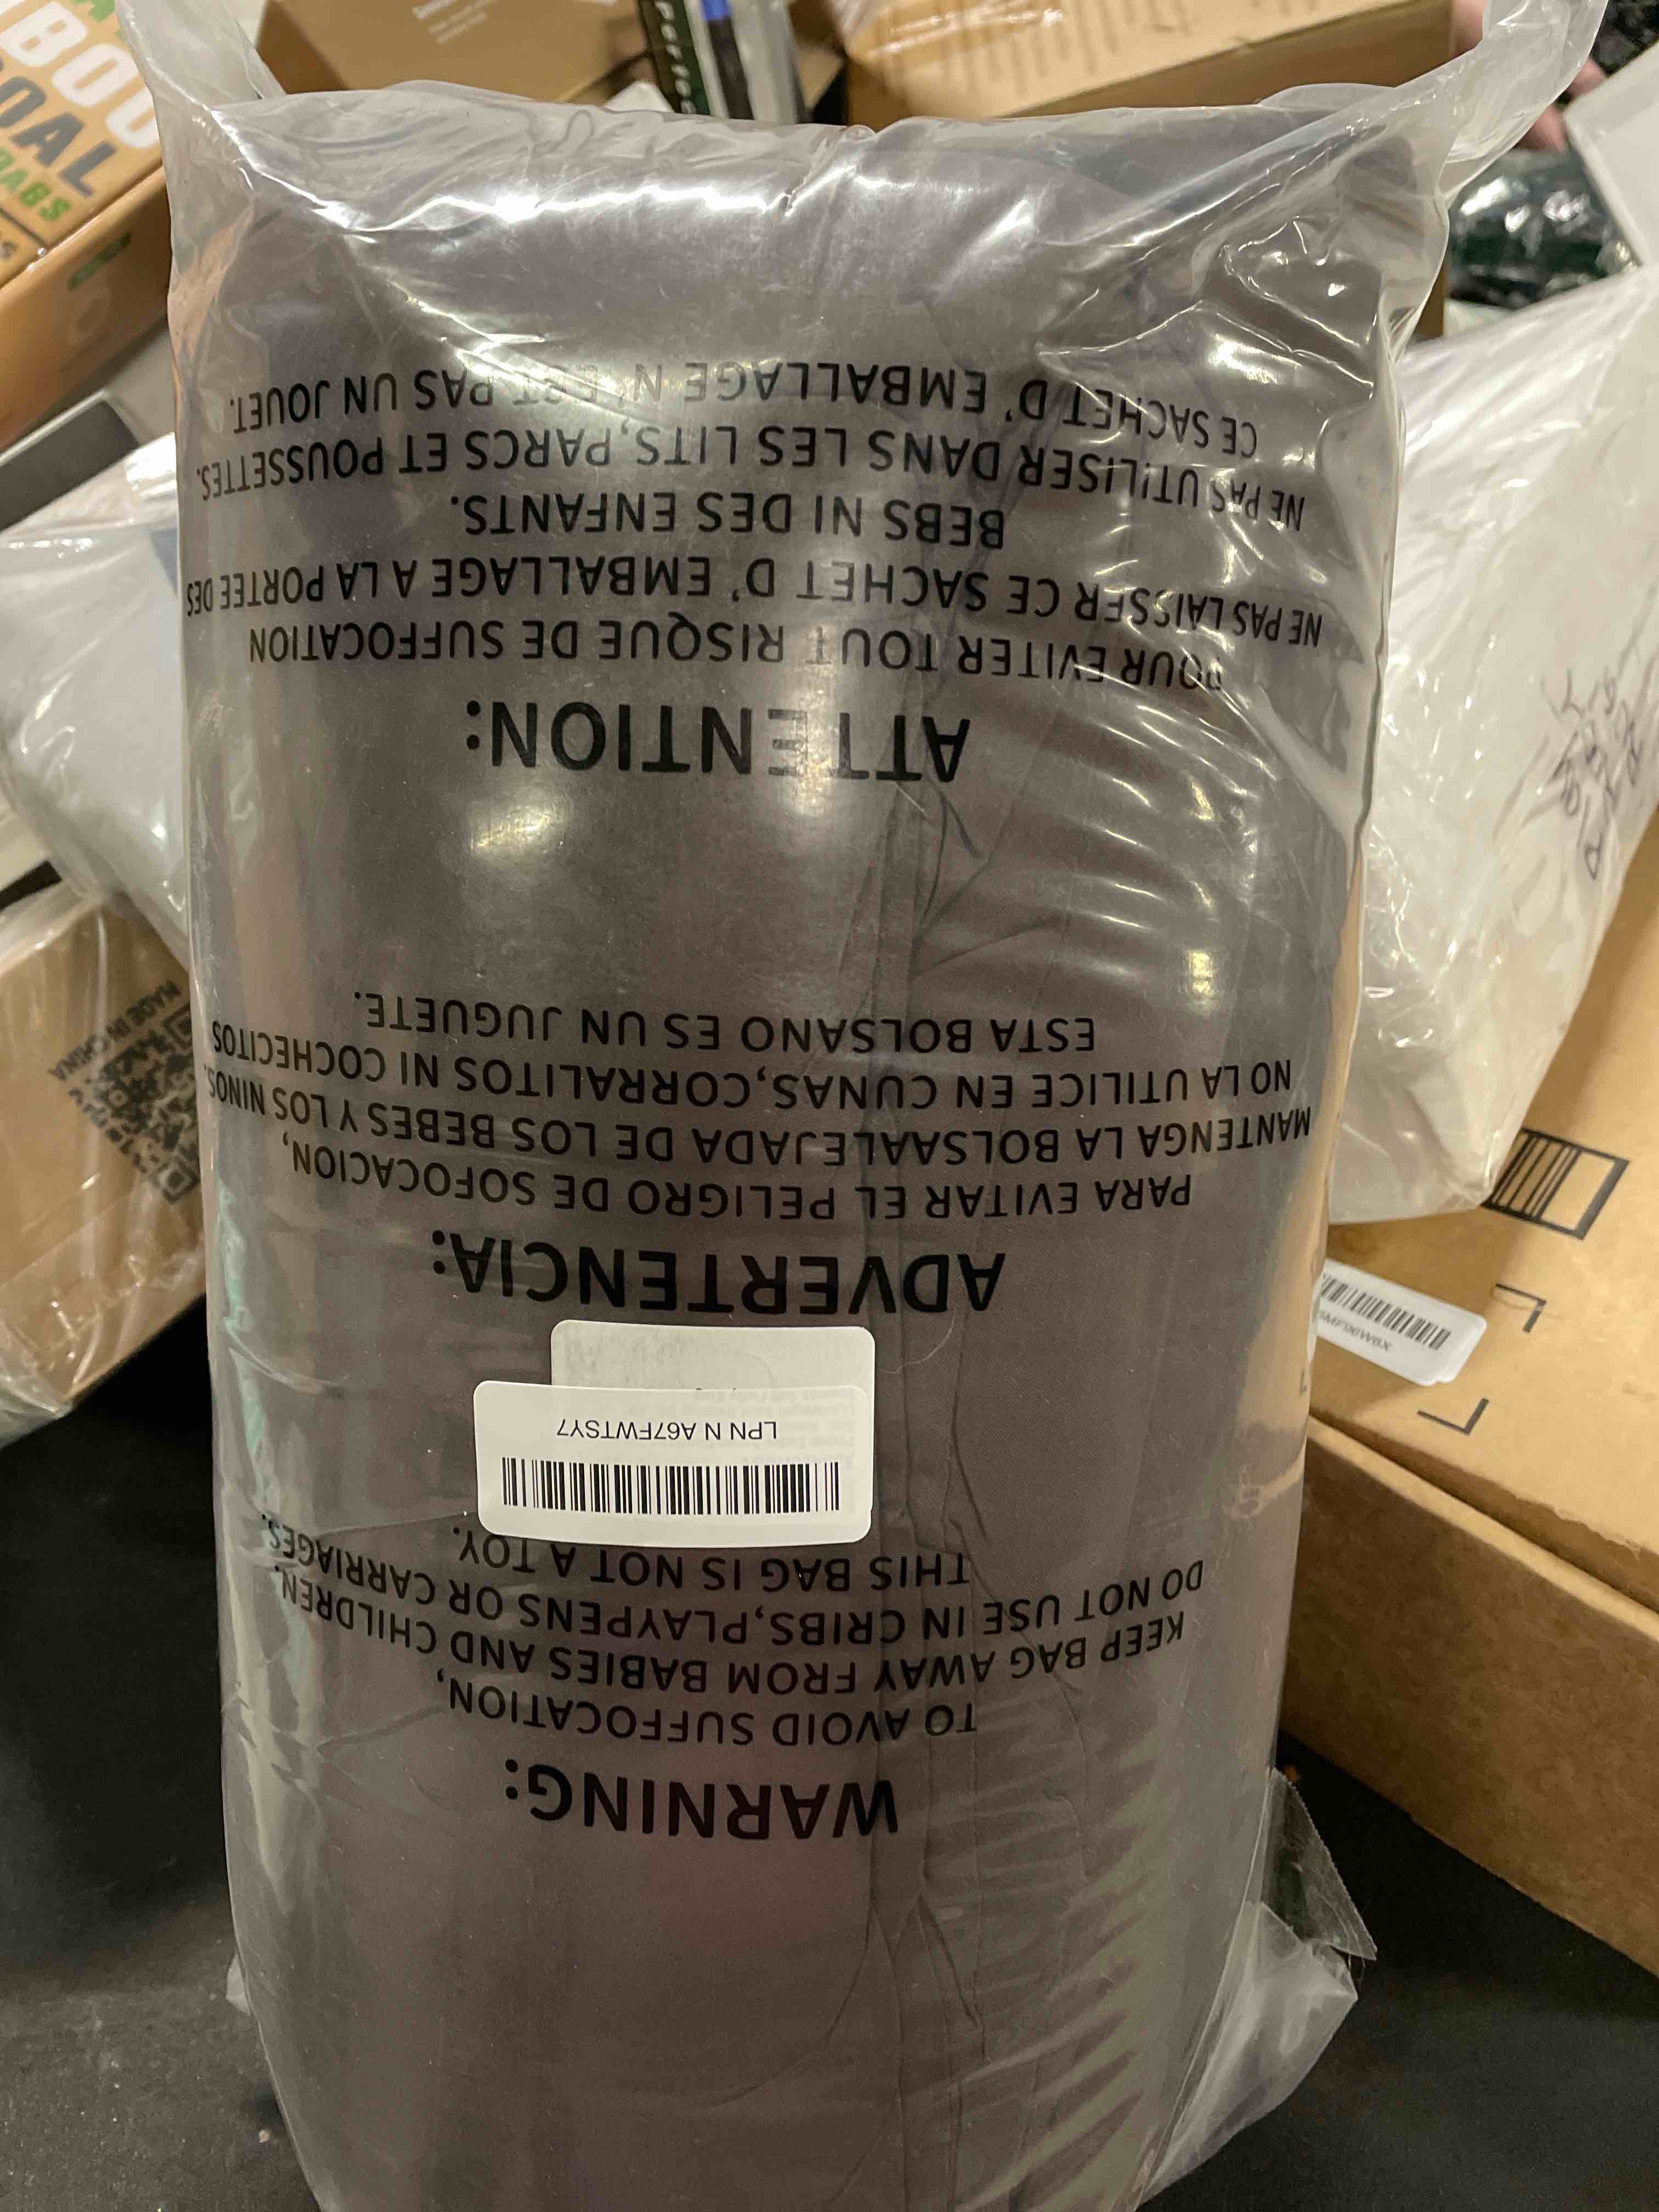 WARNING:
TO AVOID SUFFOCATION,
KEEP BAG AWAY FROM BABIES AND CHILDREN.
DO NOT USE IN CRIBS,PLAYPENS OR CARRIAGES.
THIS BAG IS NOT A TOY.
LPN N A67FWTSY7
ADVERTENCIA:
PARA EVITAR EL PELIGRO DE SOFOCACION,
MANTENGA LA BOLSAALEJADA DE LOS BEBES Y LOS NINOS.
NO LA UTILICE EN CUNAS,CORRALITOS NI COCHECITOS
ESTA BOLSANO ES UN JUGUETE.
ATTENTION:
POUR EVITER TOUT RISQUE DE SUFFOCATION
NE PAS LAISSER CE SACHET D' EMBALLAGE A LA PORTEE DES
BEBS NI DES ENFANTS.
NE PAS UTILISER DANS LES LITS,PARCS ET POUSSETTES.
CE SACHET D' EMBALLAGE N' EST PAS UN JOUET.
MADE IN CHINA